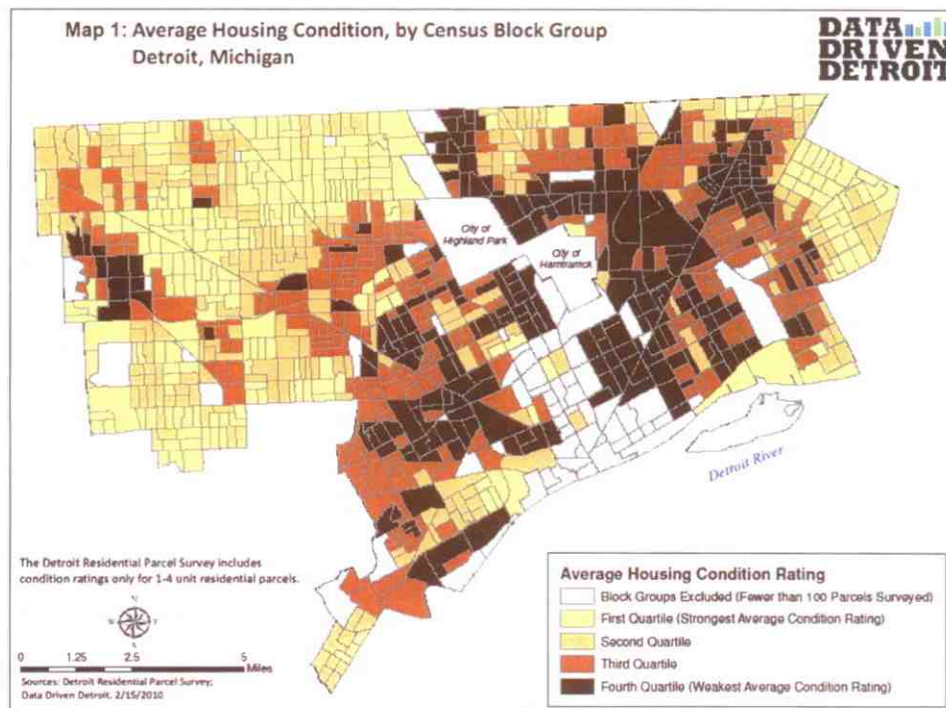 Map 1: Average Housing Condition, by Census Block Group
Detroit, Michigan
DATA
DRIVEN
DETROIT
City of
Highland Park
City of
Hamtramck
Detroit River
The Detroit Residential Parcel Survey includes
condition ratings only for 1-4 unit residential parcels.
0 1.25 2.5 5
Miles
Sources: Detroit Residential Parcel Survey;
Data Driven Detroit. 2/15/2010
Average Housing Condition Rating
Block Groups Excluded (Fewer than 100 Parcels Surveyed)
First Quartile (Strongest Average Condition Rating)
Second Quartile
Third Quartile
Fourth Quartile (Weakest Average Condition Rating)